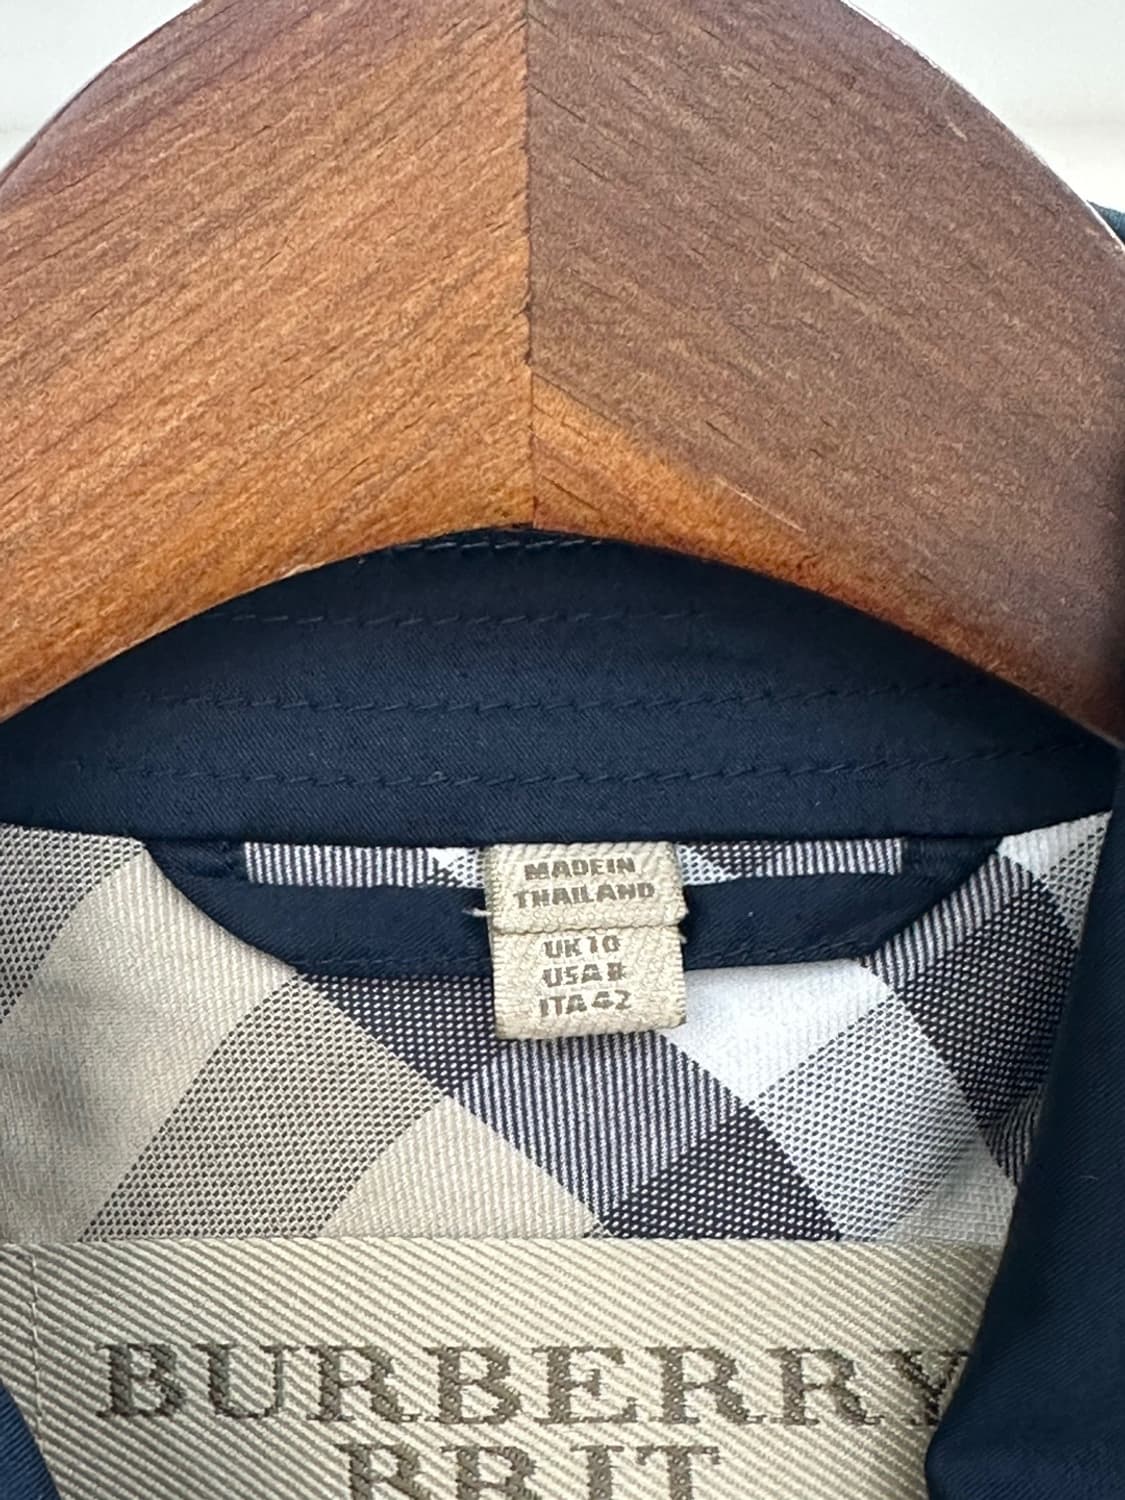 MADE IN
THAILAND
UK 10
USA 8
ITA 42
BURBERRY
BRIT